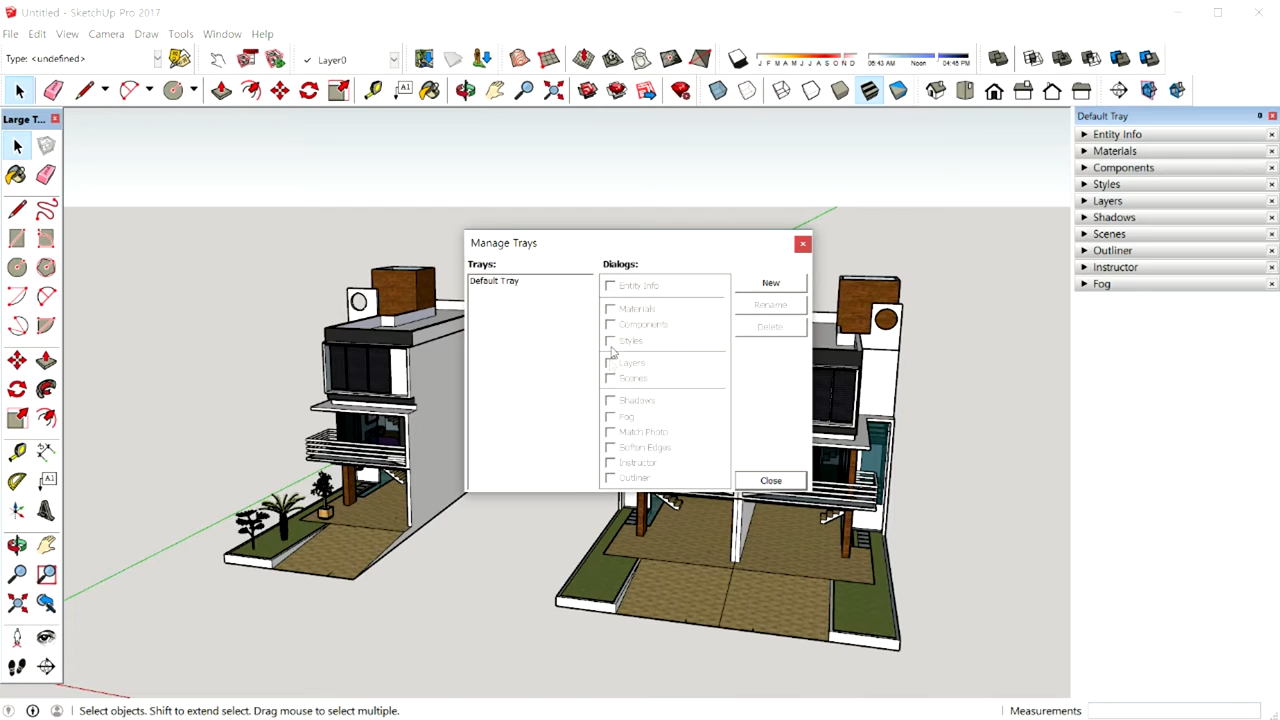 Untitled - SketchUp Pro 2017
File Edit View Camera Draw Tools Window Help
Type: <undefined>
Layer0
J F M A M J J A S O N D
06:43 AM Noon 04:45 PM
Large T...
Default Tray
Entity Info
Materials
Components
Styles
Layers
Shadows
Scenes
Outliner
Instructor
Fog
Manage Trays
Trays:
Default Tray
Dialogs:
Entity Info
Materials
Components
Styles
Layers
Scenes
Shadows
Fog
Match Photo
Soften Edges
Instructor
Outliner
New
Rename
Delete
Close
Select objects. Shift to extend select. Drag mouse to select multiple.
Measurements